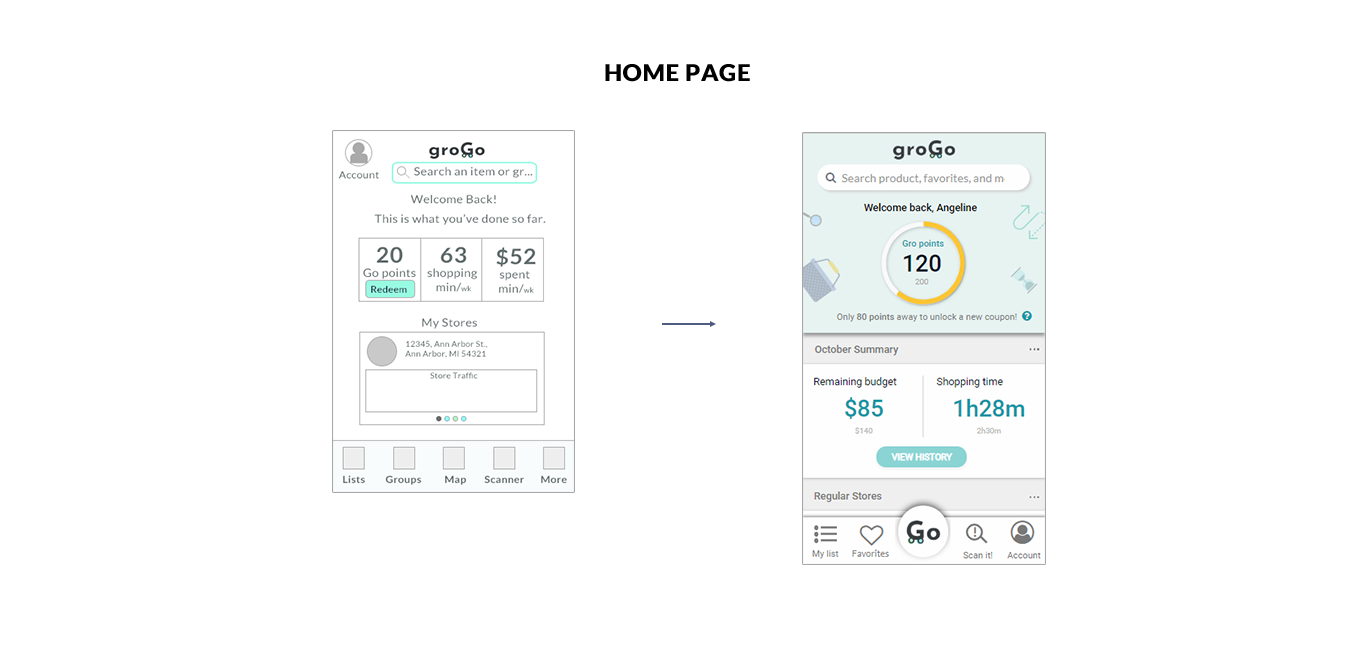 HOME PAGE
groGo
Account
Search an item or gr...
Welcome Back!
This is what you've done so far.
20
Go points
Redeem
63
shopping
min/wk
$52
spent
min/wk
My Stores
12345, Ann Arbor St.,
Ann Arbor, MI 54321
Store Traffic
Lists
Groups
Map
Scanner
More
groGo
Search product, favorites, and m
Welcome back, Angeline
Gro points
120
200
Only 80 points away to unlock a new coupon! ?
October Summary
Remaining budget
$85
$140
Shopping time
1h28m
2h30m
VIEW HISTORY
Regular Stores
My list
Favorites
Go
Scan it!
Account